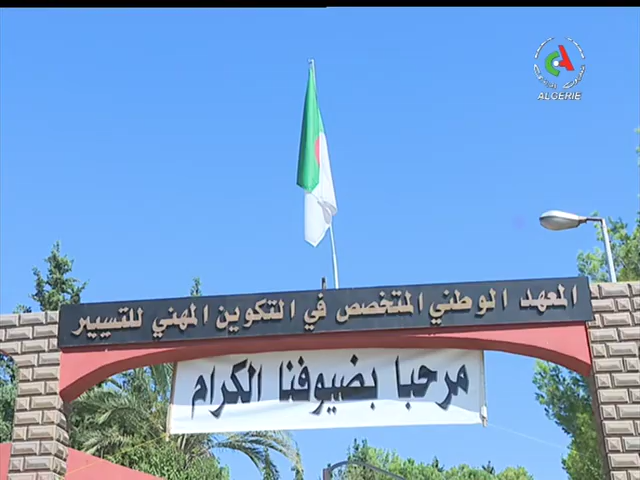 ALGERIE
المعهد الوطني المتخصص في التكوين المهني للتسيير
مرحبا بضيوفنا الكرام